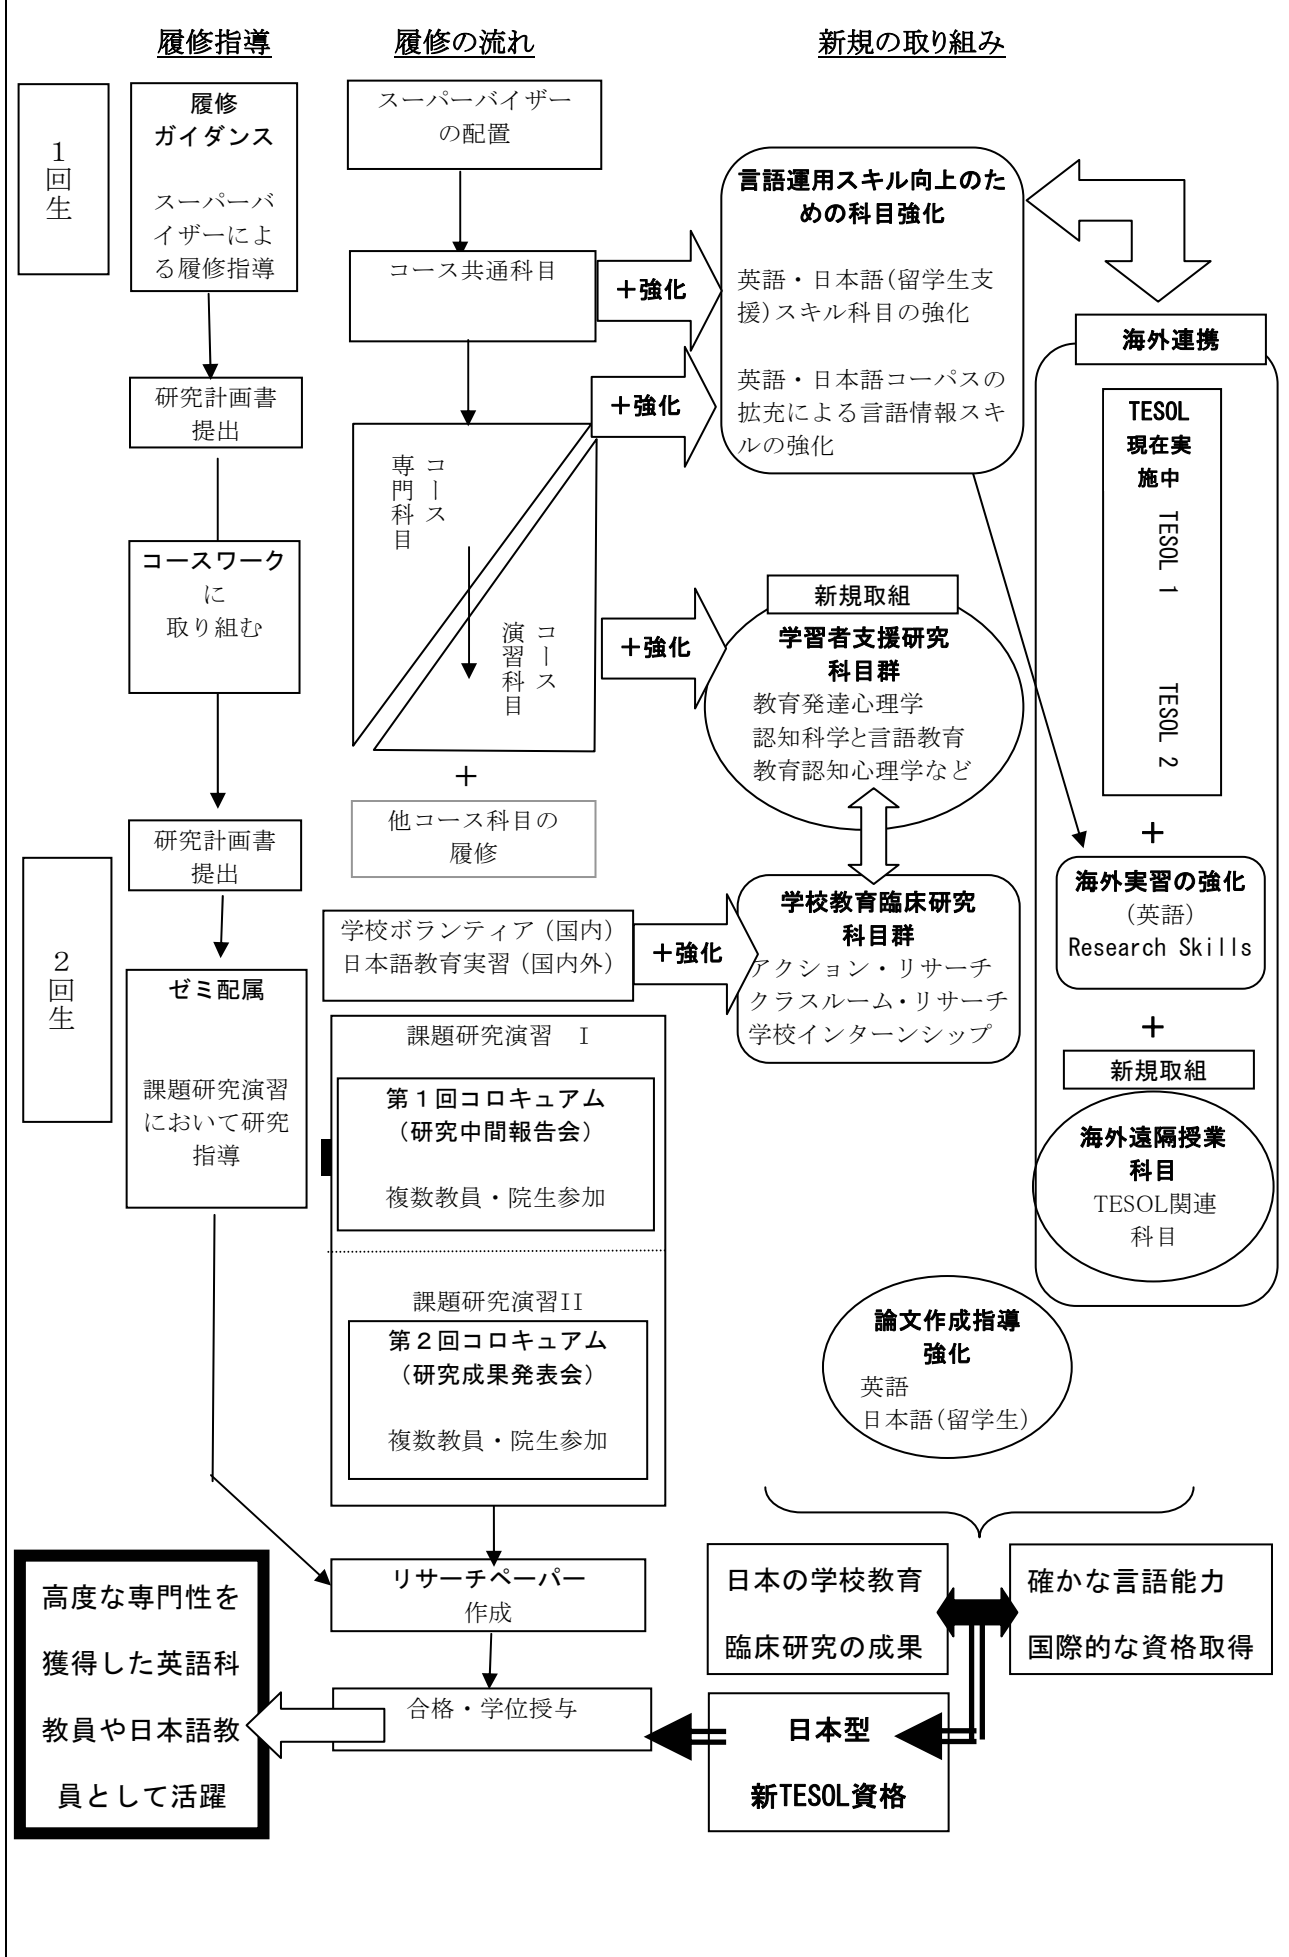 履修指導
履修の流れ
新規の取り組み
1
回
生
履修
ガイダンス
スーパーバ
イザーによ
る履修指導
研究計画書
提出
コースワーク
に
取り組む
研究計画書
提出
2
回
生
ゼミ配属
課題研究演習
において研究
指導
スーパーバイザー
の配置
コース共通科目
＋強化
＋強化
コース
専門科目
コース
演習科目
＋強化
＋
他コース科目の
履修
学校ボランティア（国内）
日本語教育実習（国内外）
＋強化
課題研究演習　I
第１回コロキュアム
（研究中間報告会）
複数教員・院生参加
課題研究演習II
第２回コロキュアム
（研究成果発表会）
複数教員・院生参加
リサーチペーパー
作成
合格・学位授与
高度な専門性を
獲得した英語科
教員や日本語教
員として活躍
言語運用スキル向上のた
めの科目強化
英語・日本語（留学生支
援）スキル科目の強化
英語・日本語コーパスの
拡充による言語情報スキ
ルの強化
新規取組
学習者支援研究
科目群
教育発達心理学
認知科学と言語教育
教育認知心理学など
学校教育臨床研究
科目群
アクション・リサーチ
クラスルーム・リサーチ
学校インターンシップ
海外連携
TESOL
現在実
施中
TESOL 1
TESOL 2
＋
海外実習の強化
（英語）
Research Skills
＋
新規取組
海外遠隔授業
科目
TESOL関連
科目
論文作成指導
強化
英語
日本語（留学生）
日本の学校教育
臨床研究の成果
確かな言語能力
国際的な資格取得
日本型
新TESOL資格